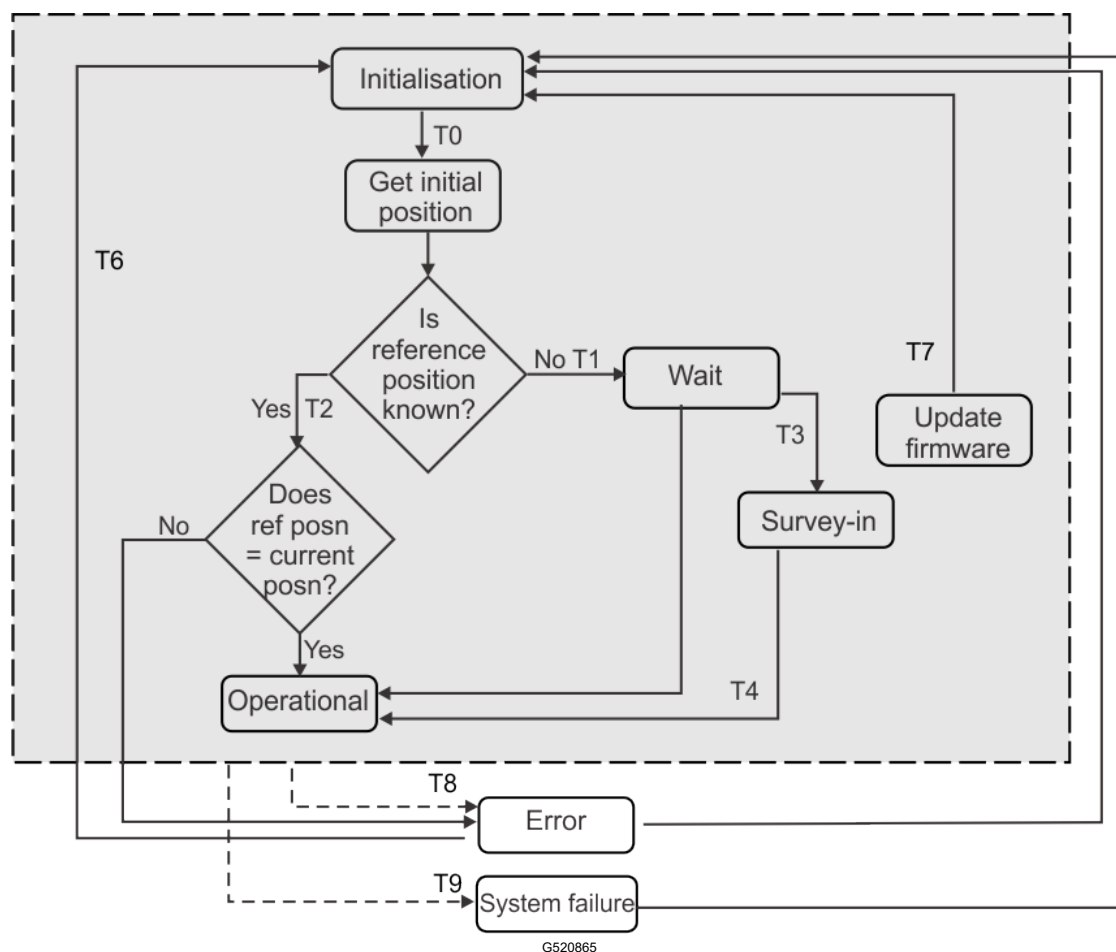 Initialisation
T0
Get initial
position
T6
Is
reference
position
known?
No T1
Wait
T7
Yes T2
T3
Update
firmware
Does
ref posn
= current
posn?
No
Survey-in
Yes
Operational
T4
T8
Error
T9
System failure
G520865